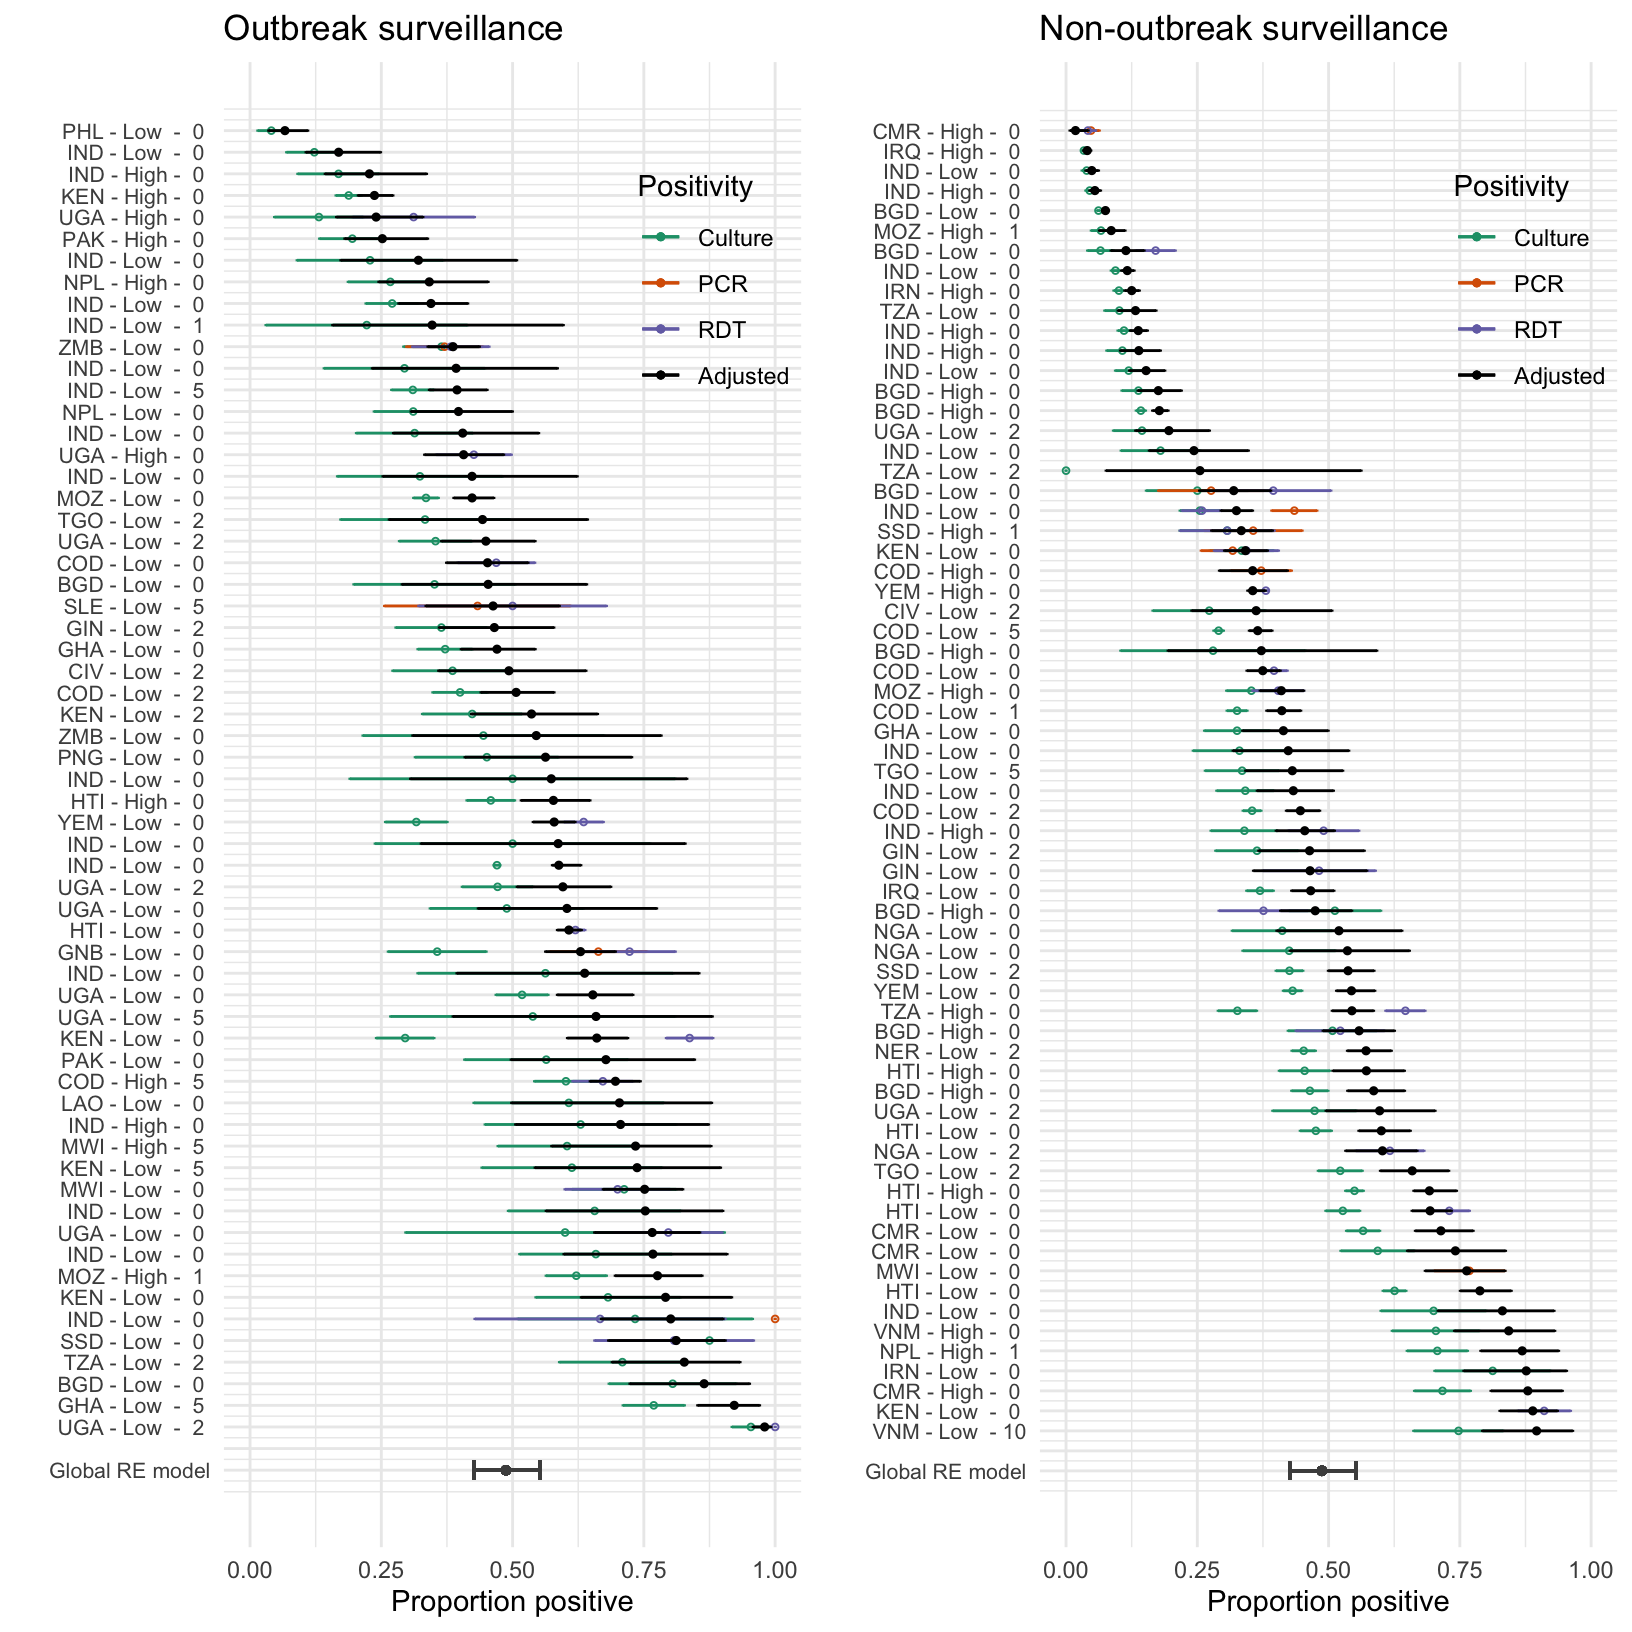 Outbreak surveillance
PHL - Low - 0
IND - Low - 0
IND - High - 0
KEN - High - 0
UGA - High - 0
PAK - High - 0
IND - Low - 0
NPL - High - 0
IND - Low - 0
IND - Low - 1
ZMB - Low - 0
IND - Low - 0
IND - Low - 5
NPL - Low - 0
IND - Low - 0
UGA - High - 0
IND - Low - 0
MOZ - Low - 0
TGO - Low - 2
UGA - Low - 2
COD - Low - 0
BGD - Low - 0
SLE - Low - 5
GIN - Low - 2
GHA - Low - 0
CIV - Low - 2
COD - Low - 2
KEN - Low - 2
ZMB - Low - 0
PNG - Low - 0
IND - Low - 0
HTI - High - 0
YEM - Low - 0
IND - Low - 0
IND - Low - 0
UGA - Low - 2
UGA - Low - 0
HTI - Low - 0
GNB - Low - 0
IND - Low - 0
UGA - Low - 0
UGA - Low - 5
KEN - Low - 0
PAK - Low - 0
COD - High - 5
LAO - Low - 0
IND - High - 0
MWI - High - 5
KEN - Low - 5
MWI - Low - 0
IND - Low - 0
UGA - Low - 0
IND - Low - 0
MOZ - High - 1
KEN - Low - 0
IND - Low - 0
SSD - Low - 0
TZA - Low - 2
BGD - Low - 0
GHA - Low - 5
UGA - Low - 2
Global RE model
Positivity
Culture
PCR
RDT
Adjusted
0.00 0.25 0.50 0.75 1.00
Proportion positive
Non-outbreak surveillance
CMR - High - 0
IRQ - High - 0
IND - Low - 0
IND - High - 0
BGD - Low - 0
MOZ - High - 1
BGD - Low - 0
IND - Low - 0
IRN - High - 0
TZA - Low - 0
IND - High - 0
IND - High - 0
IND - Low - 0
BGD - High - 0
BGD - High - 0
UGA - Low - 2
IND - Low - 0
TZA - Low - 2
BGD - Low - 0
IND - Low - 0
SSD - High - 1
KEN - Low - 0
COD - High - 0
YEM - High - 0
CIV - Low - 2
COD - Low - 5
BGD - High - 0
COD - Low - 0
MOZ - High - 0
COD - Low - 1
GHA - Low - 0
IND - Low - 0
TGO - Low - 5
IND - Low - 0
COD - Low - 2
IND - High - 0
GIN - Low - 2
GIN - Low - 0
IRQ - Low - 0
BGD - High - 0
NGA - Low - 0
NGA - Low - 0
SSD - Low - 2
YEM - Low - 0
TZA - High - 0
BGD - High - 0
NER - Low - 2
HTI - High - 0
BGD - High - 0
UGA - Low - 2
HTI - Low - 0
NGA - Low - 2
TGO - Low - 2
HTI - High - 0
HTI - Low - 0
CMR - Low - 0
CMR - Low - 0
MWI - Low - 0
HTI - Low - 0
IND - Low - 0
VNM - High - 0
NPL - High - 1
IRN - Low - 0
CMR - High - 0
KEN - Low - 0
VNM - Low - 10
Global RE model
Positivity
Culture
PCR
RDT
Adjusted
0.00 0.25 0.50 0.75 1.00
Proportion positive